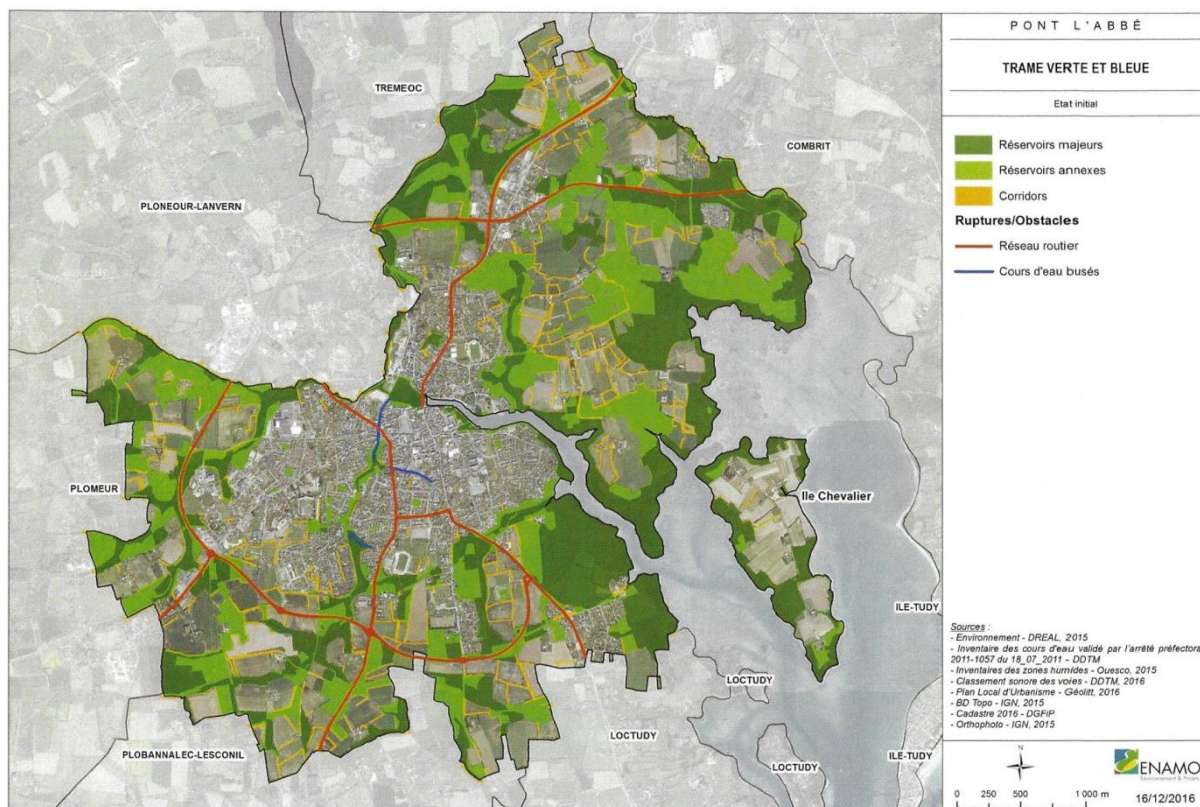 PONT L'ABBÉ
TRAME VERTE ET BLEUE
Etat initial
Réservoirs majeurs
Réservoirs annexes
Corridors
Ruptures/Obstacles
Réseau routier
Cours d'eau busés
TREMEOC
COMBRIT
PLONEOUR-LANVERN
PLOMEUR
Ile Chevalier
ILE-TUDY
LOCTUDY
LOCTUDY
PLOBANNALEC-LESCONIL
LOCTUDY
ILE-TUDY
Sources :
- Environnement - DREAL, 2015
- Inventaire des cours d'eau validé par l'arrêté préfectora
2011-1057 du 18_07_2011 - DDTM
- Inventaires des zones humides - Ouesco, 2015
- Classement sonore des voies - DDTM, 2016
- Plan Local d'Urbanisme - Géolitt, 2016
- BD Topo - IGN, 2015
- Cadastre 2016 - DGFiP
- Orthophoto - IGN, 2015
N
0 250 500 1 000 m
ENAMO
Environnement &
16/12/2016